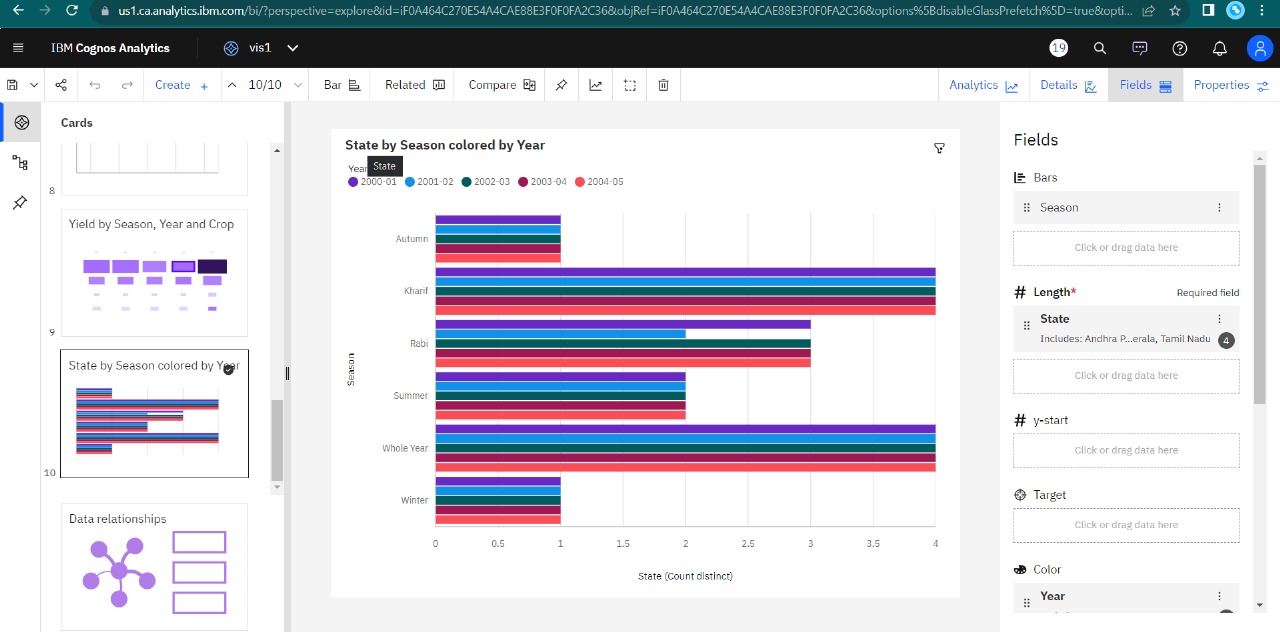 us1.ca.analytics.ibm.com/bi/?perspective=explore&id=iF0A464C270E54A4CAE88E3F0F0FA2C36&objRef=iF0A464C270E54A4CAE88E3F0F0FA2C36&options%5BdisableGlassPrefetch%5D=true&opti...
IBM Cognos Analytics
vis1
19
Create +
10/10
Bar
Related
Compare
Analytics
Details
Fields
Properties
Cards
8
Yield by Season, Year and Crop
9
State by Season colored by Year
10
Data relationships
State by Season colored by Year
Year
State
2000-01 2001-02 2002-03 2003-04 2004-05
Season
Autumn
Kharif
Rabi
Summer
Whole Year
Winter
0 0.5 1 1.5 2 2.5 3 3.5 4
State (Count distinct)
Fields
Bars
Season
Click or drag data here
# Length* Required field
State
Includes: Andhra P...erala, Tamil Nadu
4
Click or drag data here
# y-start
Click or drag data here
Target
Click or drag data here
Color
Year